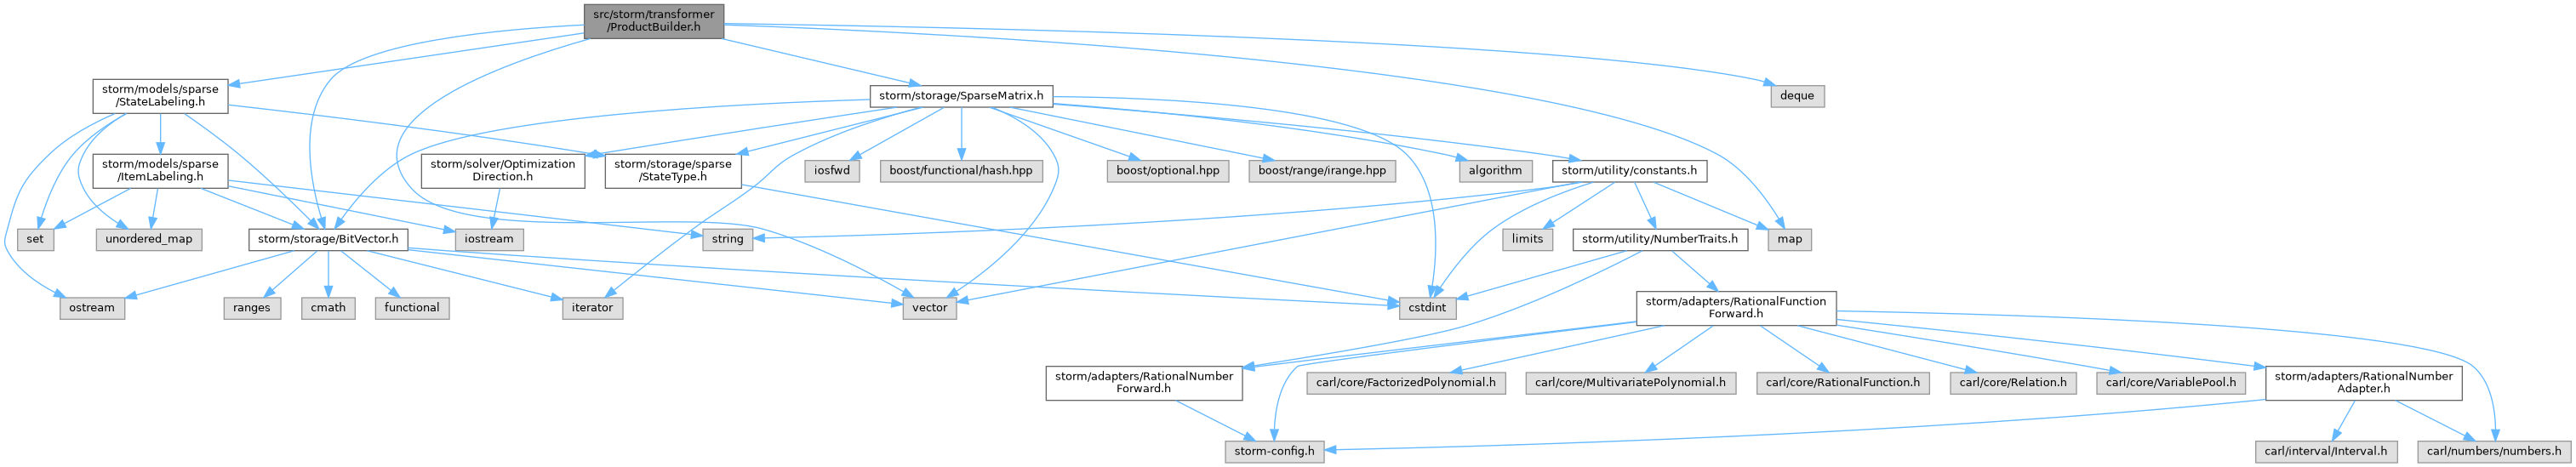 src/storm/transformer
/ProductBuilder.h
storm/models/sparse
/StateLabeling.h
storm/storage/SparseMatrix.h
deque
storm/models/sparse
/ItemLabeling.h
storm/solver/Optimization
Direction.h
storm/storage/sparse
/StateType.h
iosfwd
boost/functional/hash.hpp
boost/optional.hpp
boost/range/irange.hpp
algorithm
storm/utility/constants.h
set
unordered_map
storm/storage/BitVector.h
iostream
string
limits
storm/utility/NumberTraits.h
map
ostream
ranges
cmath
functional
iterator
vector
cstdint
storm/adapters/RationalFunction
Forward.h
storm/adapters/RationalNumber
Forward.h
carl/core/FactorizedPolynomial.h
carl/core/MultivariatePolynomial.h
carl/core/RationalFunction.h
carl/core/Relation.h
carl/core/VariablePool.h
storm/adapters/RationalNumber
Adapter.h
storm-config.h
carl/interval/Interval.h
carl/numbers/numbers.h